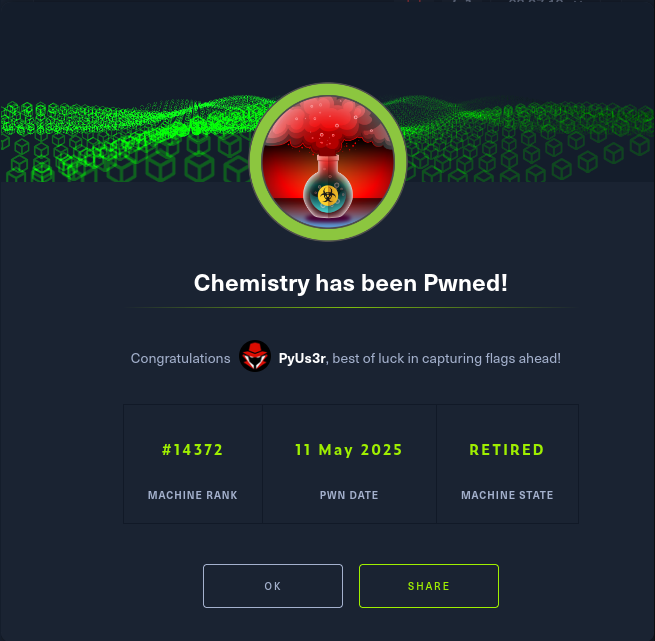 Chemistry has been Pwned!
Congratulations PyUs3r, best of luck in capturing flags ahead!
#14372 11 May 2025 RETIRED
MACHINE RANK PWN DATE MACHINE STATE
OK SHARE